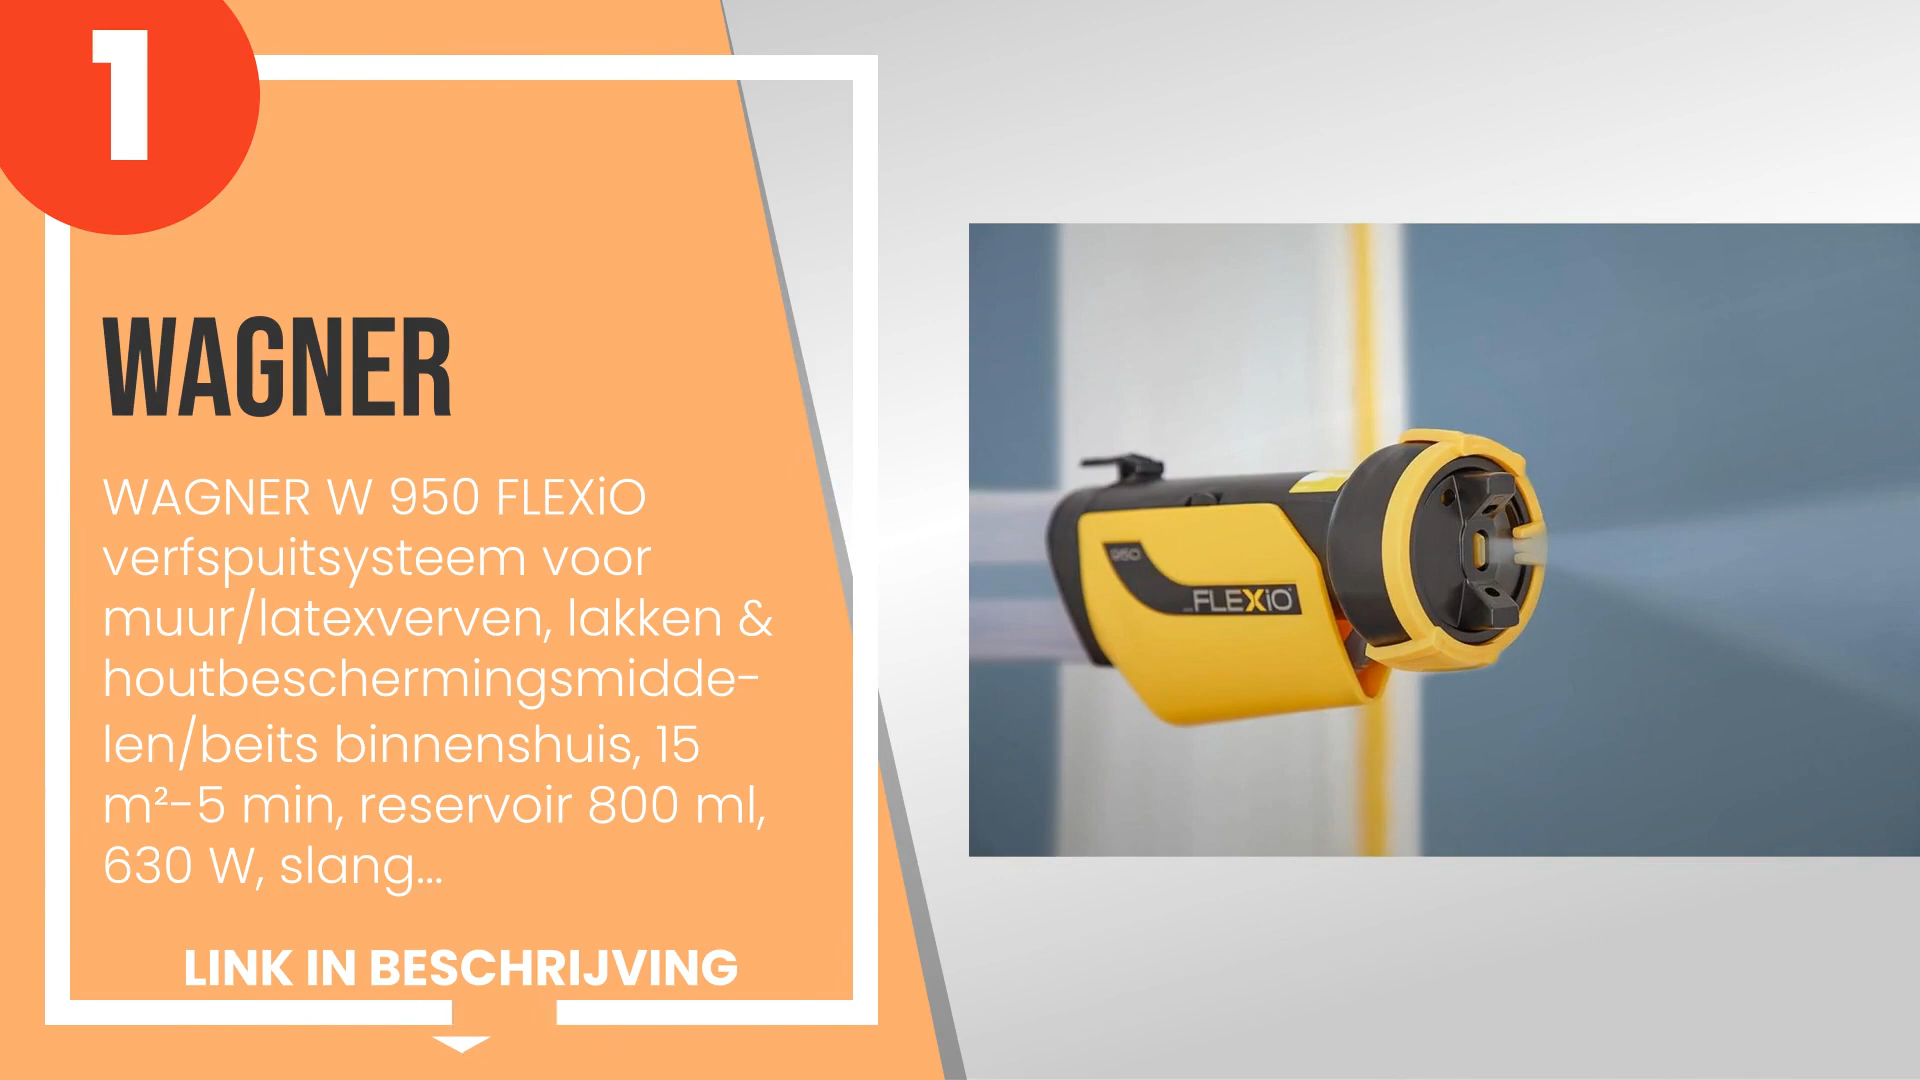 1
WAGNER
WAGNER W 950 FLEXiO
verfspuitsysteem voor
muur/latexverven, lakken &
houtbeschermingsmidde-
len/beits binnenshuis, 15
m²-5 min, reservoir 800 ml,
630 W, slang...
LINK IN BESCHRIJVING
950
FLEXiO